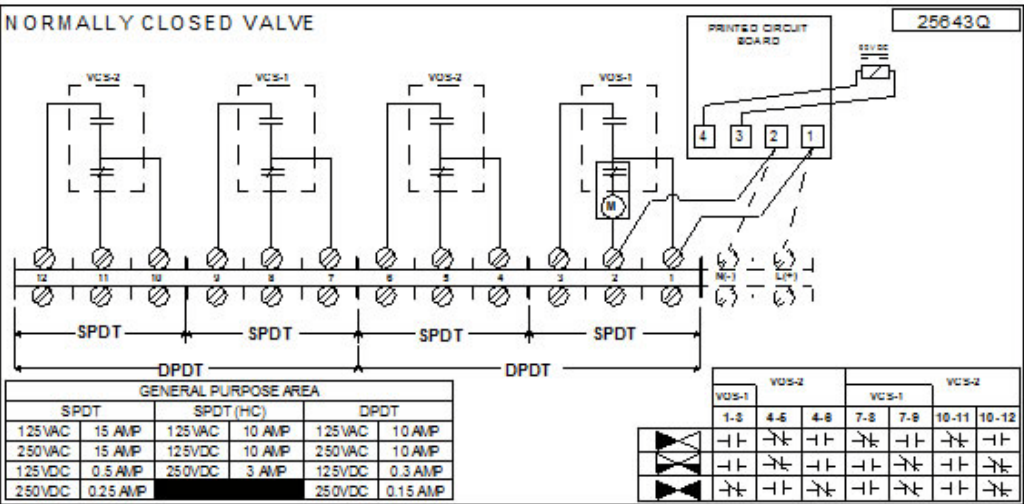 NORMALLY CLOSED VALVE
25643Q
PRINTED CIRCUIT
BOARD
VCS-2 VCS-1 VOS-2 VOS-1
4 3 2 1
M
12 11 10 9 8 7 6 5 4 3 2 1 N(-) L(+)
SPDT SPDT SPDT SPDT
DPDT DPDT
GENERAL PURPOSE AREA
SPDT SPDT (HC) DPDT
125VAC 15 AMP 125VAC 10 AMP 125VAC 10 AMP
250VAC 15 AMP 125VDC 10 AMP 250VAC 10 AMP
125VDC 0.5 AMP 250VDC 3 AMP 125VDC 0.3 AMP
250VDC 0.25 AMP 250VDC 0.15 AMP
VOS-2 VCS-2
VOS-1 VCS-1
1-3 4-5 4-6 7-8 7-9 10-11 10-12